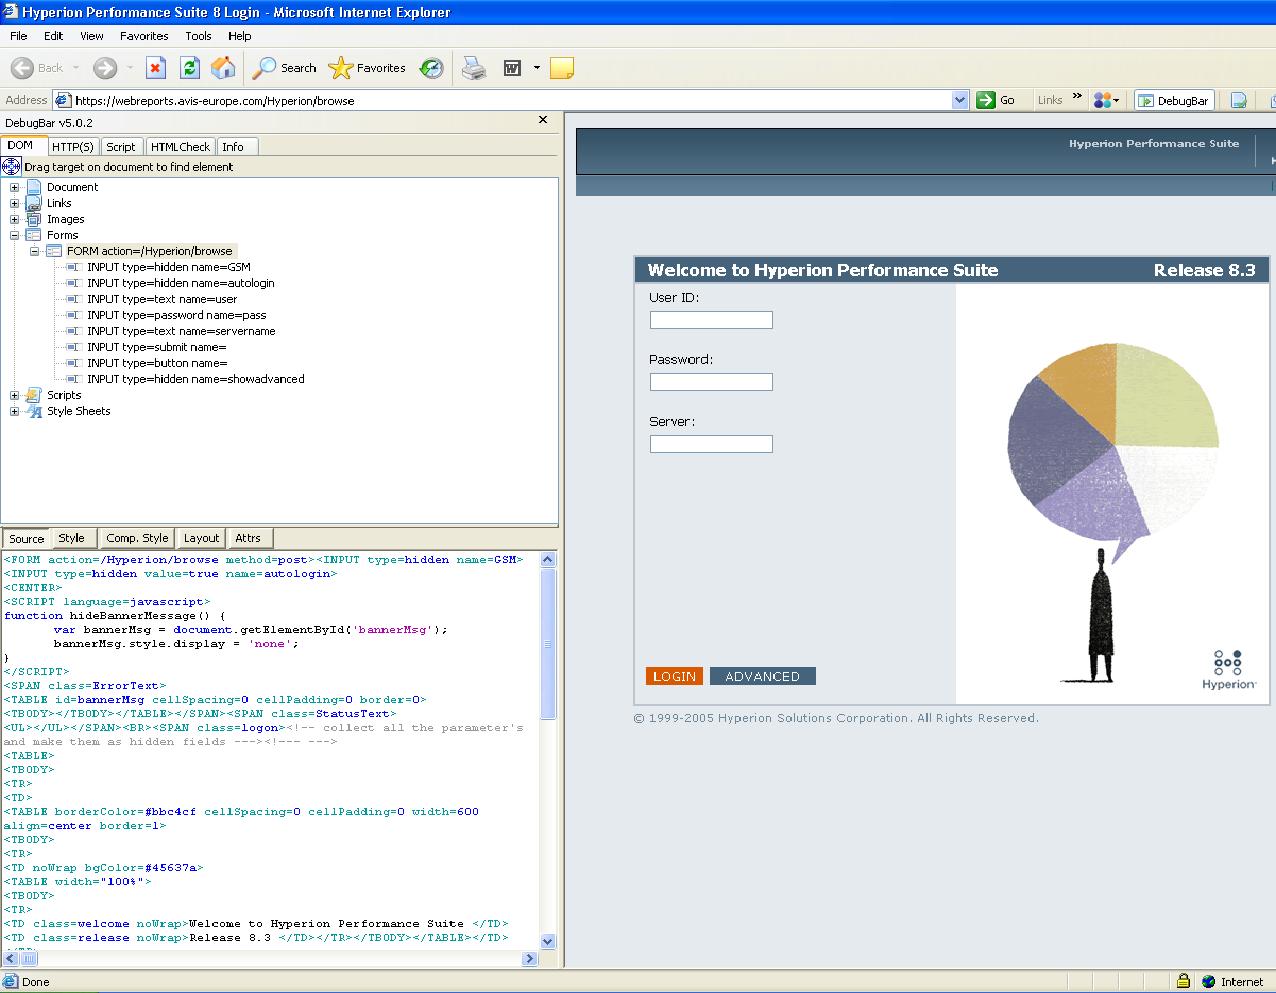 Hyperion Performance Suite 8 Login - Microsoft Internet Explorer
File Edit View Favorites Tools Help
Back Search Favorites
Address https://webreports.avis-europe.com/Hyperion/browse Go Links » DebugBar
DebugBar v5.0.2
DOM HTTP(S) Script HTMLCheck Info
Drag target on document to find element
Document
Links
Images
Forms
FORM action=/Hyperion/browse
INPUT type=hidden name=GSM
INPUT type=hidden name=autologin
INPUT type=text name=user
INPUT type=password name=pass
INPUT type=text name=servername
INPUT type=submit name=
INPUT type=button name=
INPUT type=hidden name=showadvanced
Scripts
Style Sheets
Source Style Comp. Style Layout Attrs
<FORM action=/Hyperion/browse method=post><INPUT type=hidden name=GSM>
<INPUT type=hidden value=true name=autologin>
<CENTER>
<SCRIPT language=javascript>
function hideBannerMessage() {
var bannerMsg = document.getElementById('bannerMsg');
bannerMsg.style.display = 'none';
}
</SCRIPT>
<SPAN class=ErrorText>
<TABLE id=bannerMsg cellSpacing=0 cellPadding=0 border=0>
<TBODY></TBODY></TABLE></SPAN><SPAN class=StatusText>
<UL></UL></SPAN><BR><SPAN class=logon><!-- collect all the parameter's
and make them as hidden fields ---><!--- --->
<TABLE>
<TBODY>
<TR>
<TD>
<TABLE borderColor=#bbc4cf cellSpacing=0 cellPadding=0 width=600
align=center border=1>
<TBODY>
<TR>
<TD noWrap bgColor=#45637a>
<TABLE width="100%">
<TBODY>
<TR>
<TD class=welcome noWrap>Welcome to Hyperion Performance Suite </TD>
<TD class=release noWrap>Release 8.3 </TD></TR></TBODY></TABLE></TD>
Hyperion Performance Suite
Welcome to Hyperion Performance Suite Release 8.3
User ID:
Password:
Server:
LOGIN ADVANCED
Hyperion
© 1999-2005 Hyperion Solutions Corporation. All Rights Reserved.
Done Internet